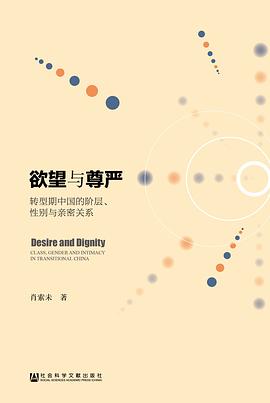 欲望与尊严
转型期中国的阶层、
性别与亲密关系
Desire and Dignity
CLASS, GENDER AND INTIMACY
IN TRANSITIONAL CHINA
肖索未 著
社会科学文献出版社
SOCIAL SCIENCES ACADEMIC PRESS (CHINA)